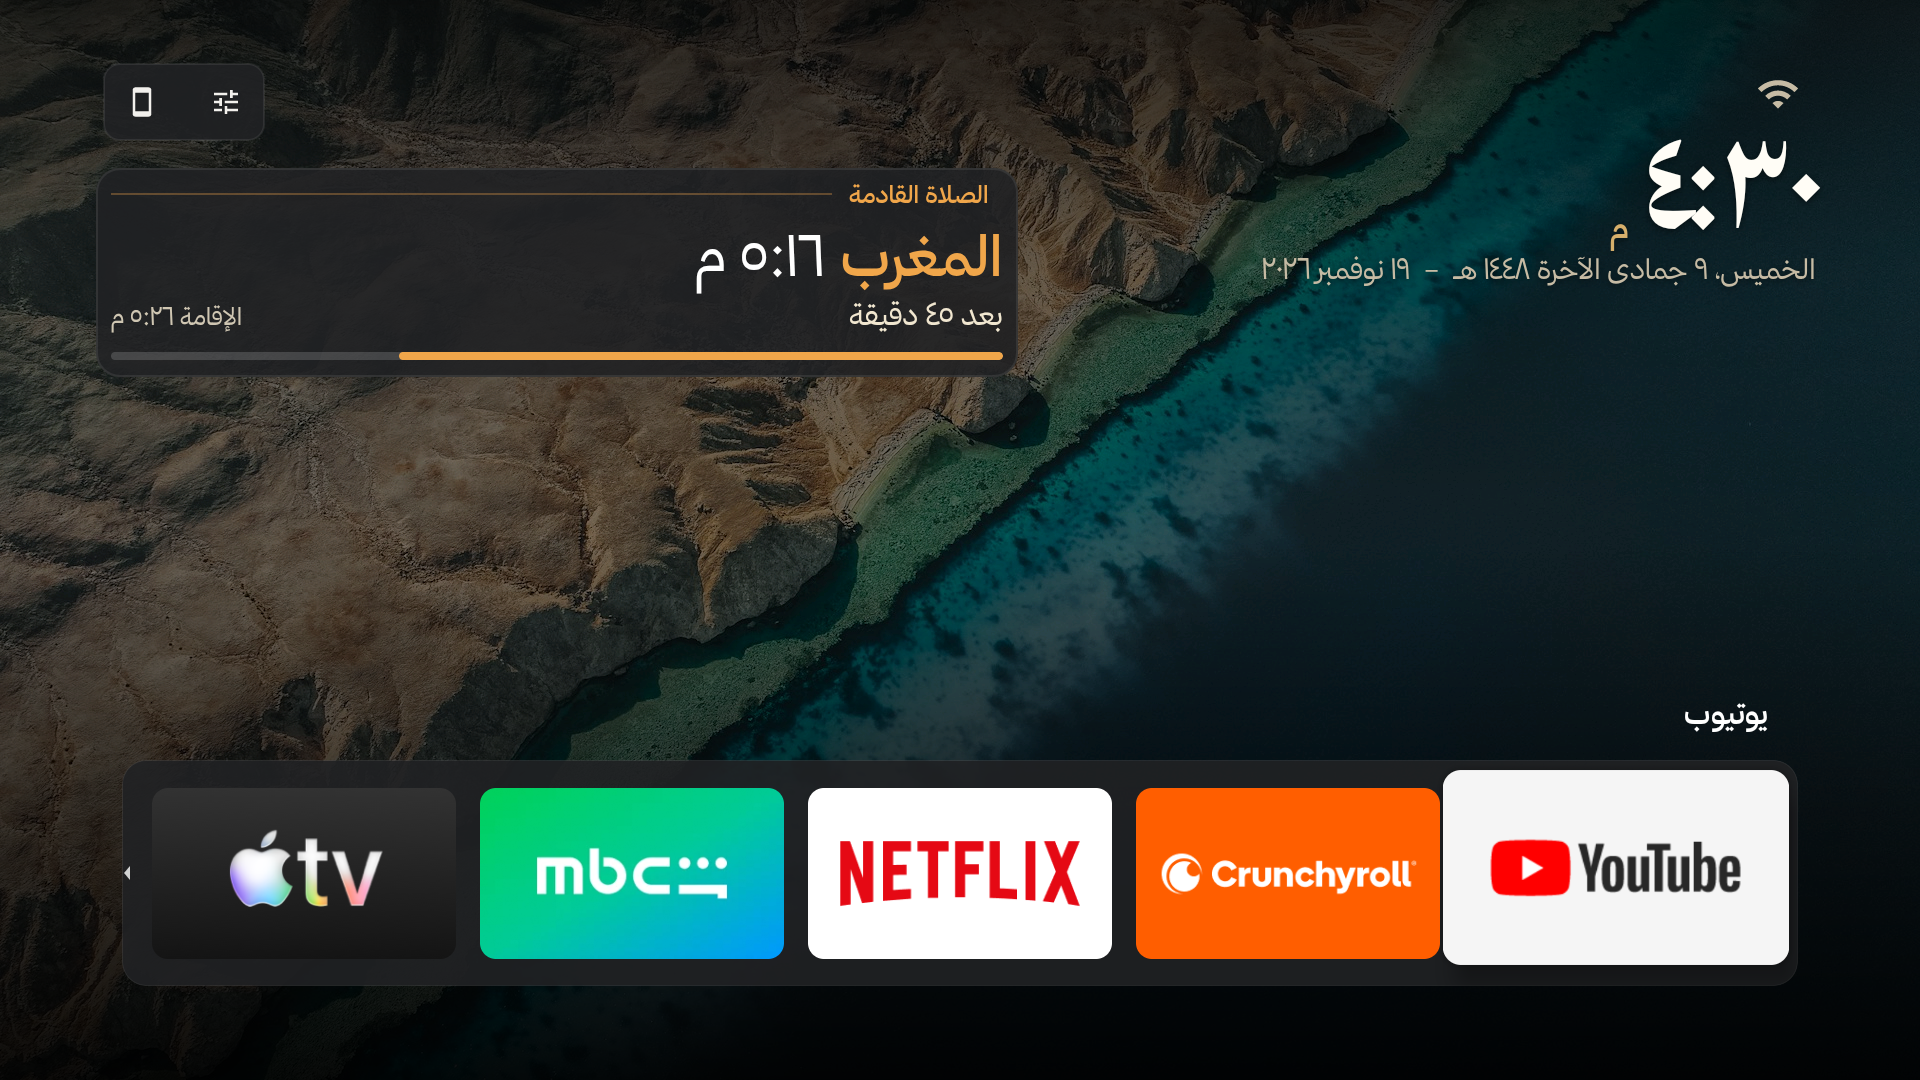 ٤:٣٠ م
الخميس، ٩ جمادى الآخرة ١٤٤٨ هـ – ١٩ نوفمبر ٢٠٢٦
الصلاة القادمة
المغرب ٥:١٦ م
بعد ٤٥ دقيقة
الإقامة ٥:٢٦ م
يوتيوب
YouTube
Crunchyroll
NETFLIX
mbc شاهد
tv